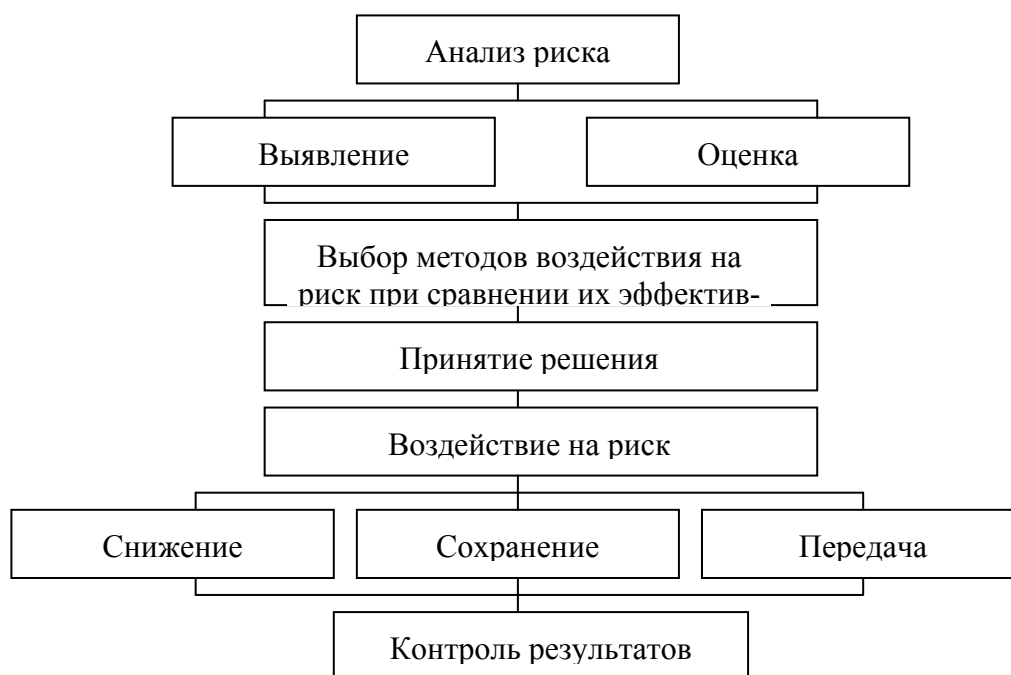 Анализ риска
Выявление
Оценка
Выбор методов воздействия на
риск при сравнении их эффектив-
Принятие решения
Воздействие на риск
Снижение
Сохранение
Передача
Контроль результатов